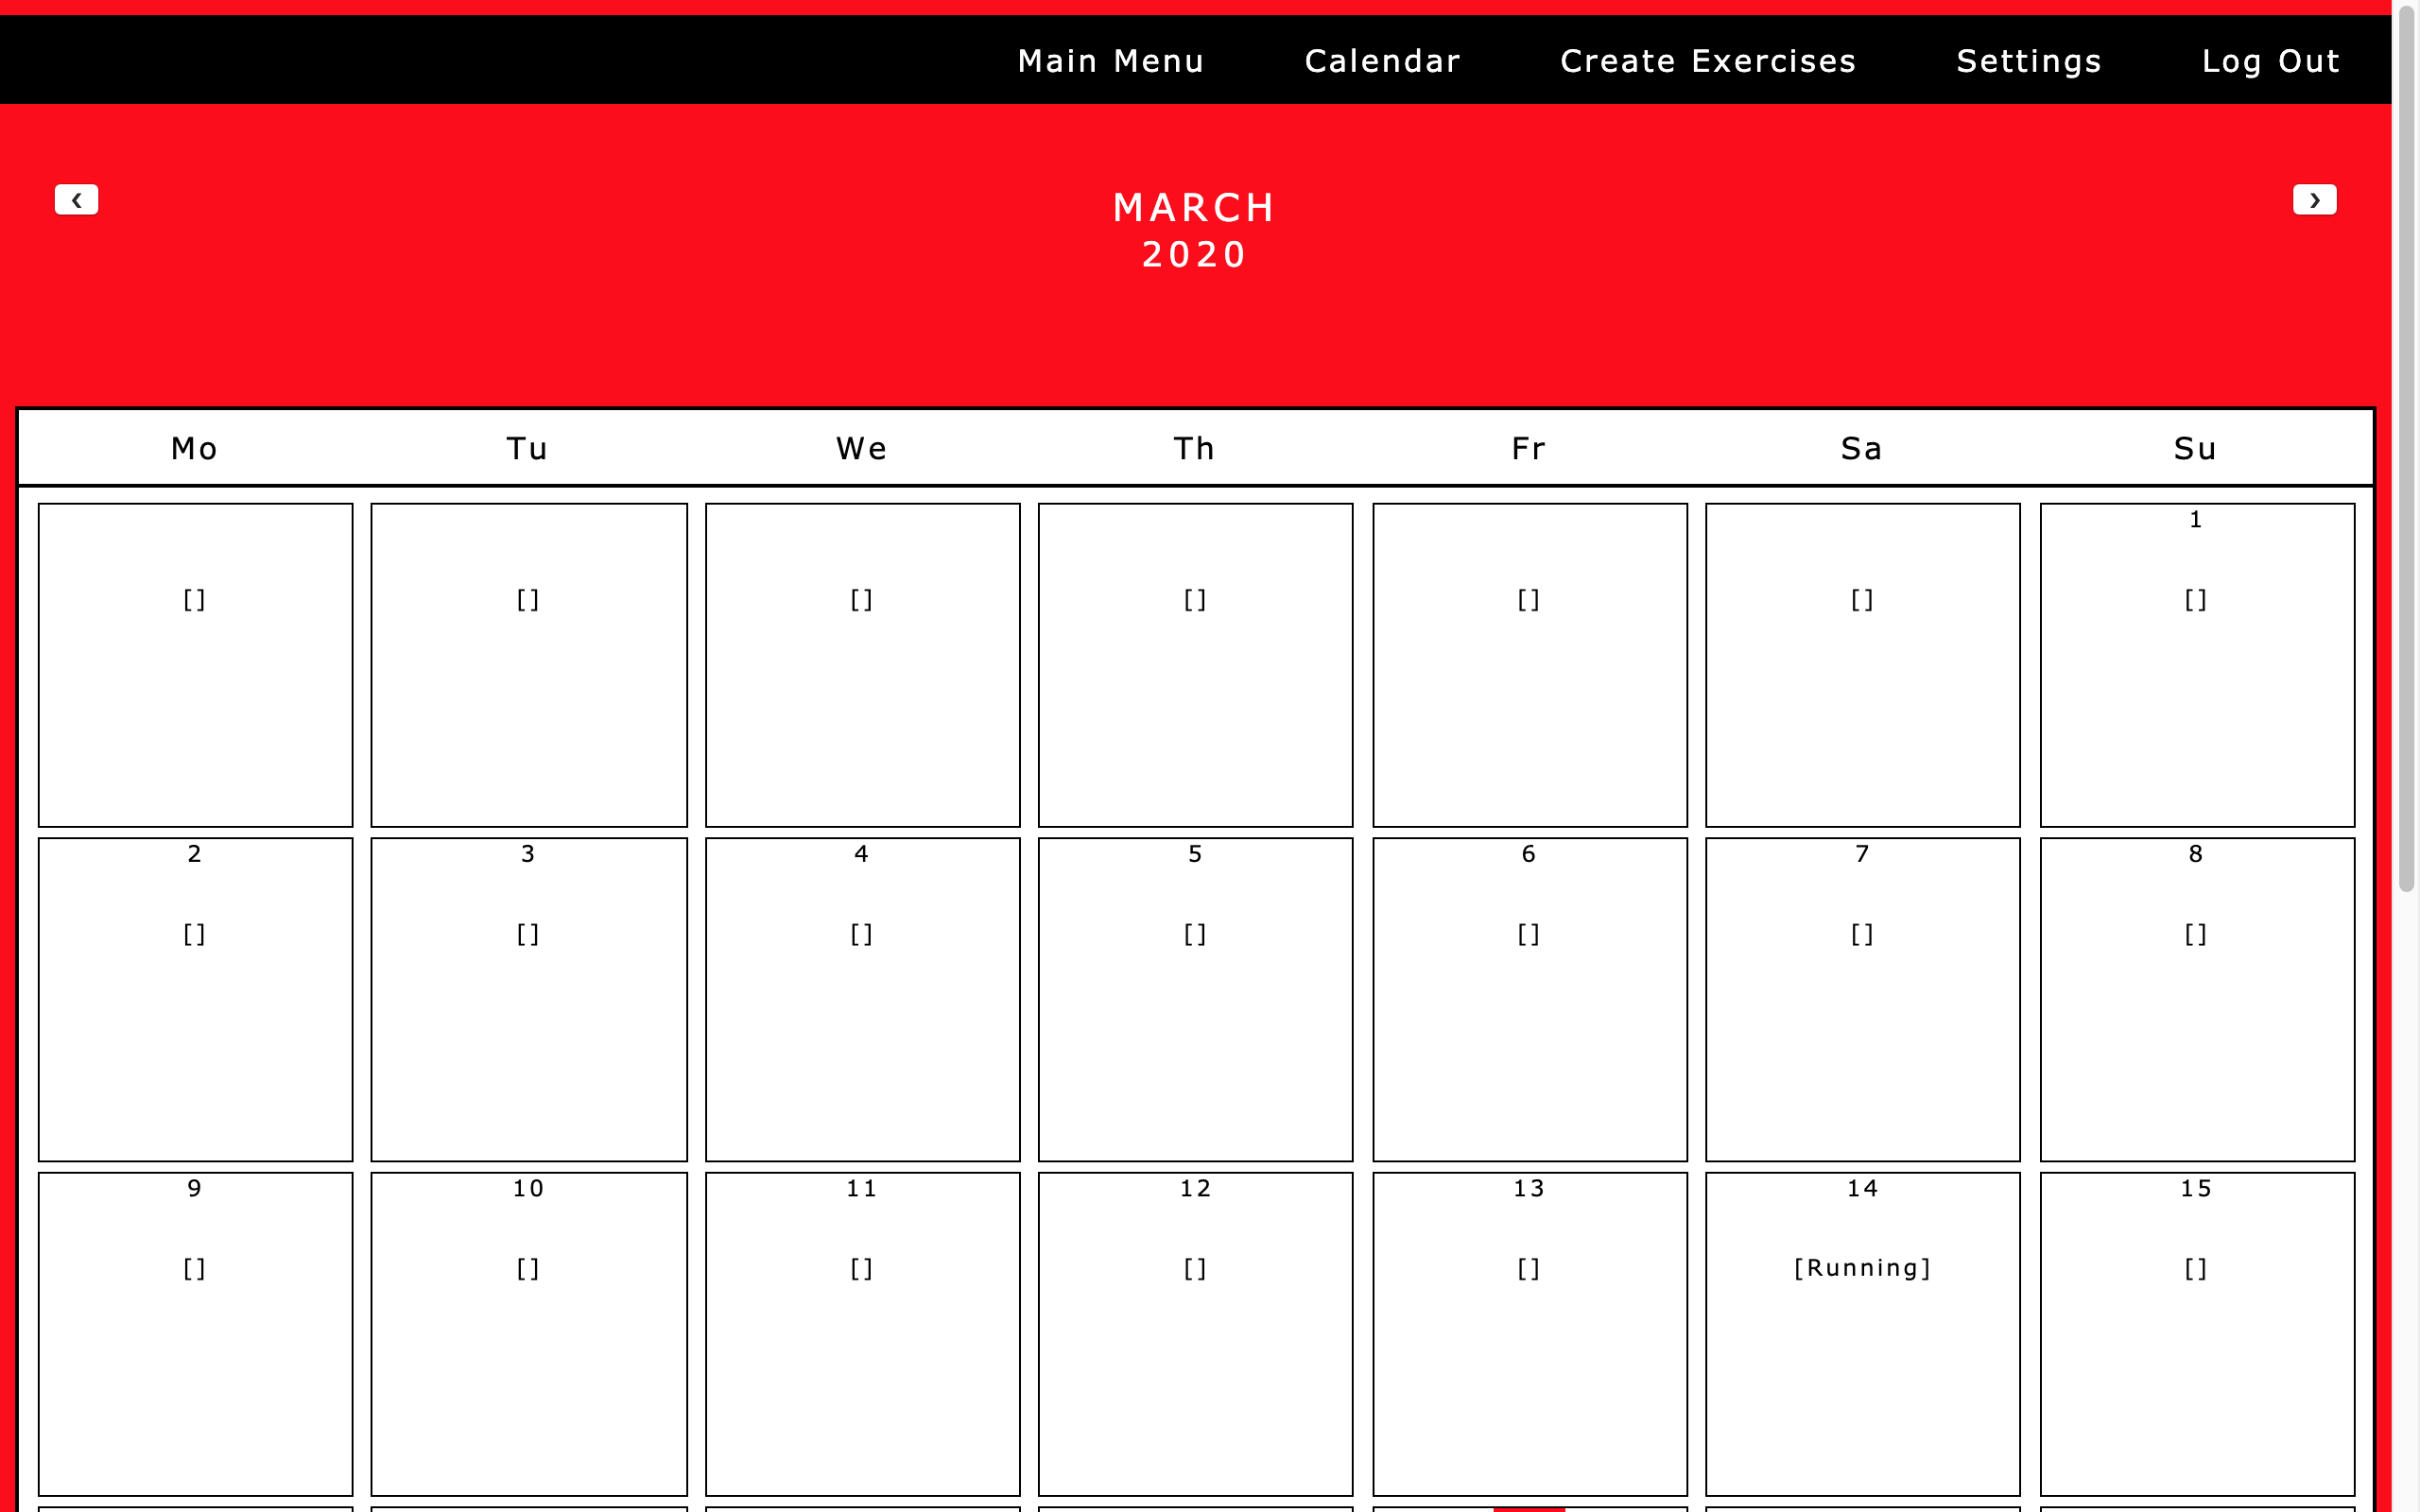 Main Menu Calendar Create Exercises Settings Log Out
❮ ❯
MARCH
2020
Mo Tu We Th Fr Sa Su
1
[] [] [] [] [] [] []
2 3 4 5 6 7 8
[] [] [] [] [] [] []
9 10 11 12 13 14 15
[] [] [] [] [] [Running] []